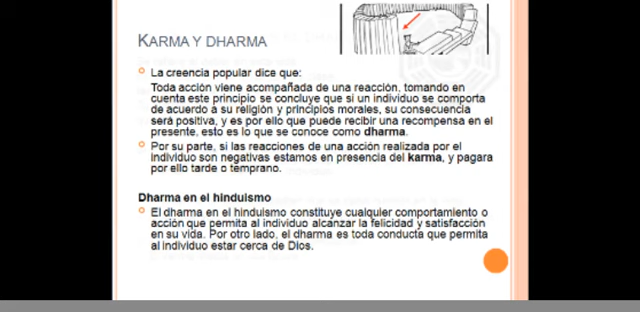 KARMA Y DHARMA
La creencia popular dice que:
Toda acción viene acompañada de una reacción, tomando en
cuenta este principio se concluye que si un individuo se comporta
de acuerdo a su religión y principios morales, su consecuencia
será positiva, y es por ello que puede recibir una recompensa en el
presente, esto es lo que se conoce como dharma.
Por su parte, si las reacciones de una acción realizada por el
individuo son negativas estamos en presencia del karma, y pagara
por ello tarde o temprano.
Dharma en el hinduismo
El dharma en el hinduismo constituye cualquier comportamiento o
acción que permita al individuo alcanzar la felicidad y satisfacción
en su vida. Por otro lado, el dharma es toda conducta que permita
al individuo estar cerca de Dios.